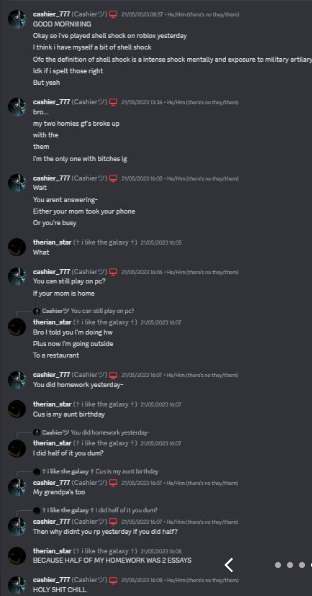 cashier_777 (Cashierツ) 21/05/2023 08:57 • He/Him (there's no they/them)
GOOD MORNIIIING
Okay so I've played shell shock on roblox yesterday
I think i have myself a bit of shell shock
Ofc the definition of shell shock is a intense shock mentally and exposure to military artillary
Idk if i spelt those right
But yeah
cashier_777 (Cashierツ) 21/05/2023 13:36 • He/Him (there's no they/them)
bro...
my two homies gf's broke up
with the
them
i'm the only one with bitches ig
cashier_777 (Cashierツ) 21/05/2023 16:05 • He/Him (there's no they/them)
Wait
You arent answering-
Either your mom took your phone
Or you're busy
therian_star († i like the galaxy †) 21/05/2023 16:05
What
cashier_777 (Cashierツ) 21/05/2023 16:06 • He/Him (there's no they/them)
You can still play on pc?
If your mom is home
Cashierツ You can still play on pc?
therian_star († i like the galaxy †) 21/05/2023 16:07
Bro I told you I'm doing hw
Plus now I'm going outside
To a restaurant
cashier_777 (Cashierツ) 21/05/2023 16:07 • He/Him (there's no they/them)
You did homework yesterday-
therian_star († i like the galaxy †) 21/05/2023 16:07
Cus is my aunt birthday
Cashierツ You did homework yesterday-
therian_star († i like the galaxy †) 21/05/2023 16:07
I did half of it you dum?
† i like the galaxy † Cus is my aunt birthday
cashier_777 (Cashierツ) 21/05/2023 16:07 • He/Him (there's no they/them)
My grandpa's too
† i like the galaxy † I did half of it you dum?
cashier_777 (Cashierツ) 21/05/2023 16:07 • He/Him (there's no they/them)
Then why didnt you rp yesterday if you did half?
therian_star († i like the galaxy †) 21/05/2023 16:08
BECAUSE HALF OF MY HOMEWORK WAS 2 ESSAYS
cashier_777 (Cashierツ) 21/05/2023 16:08 • He/Him (there's no they/them)
HOLY SHIT CHILL